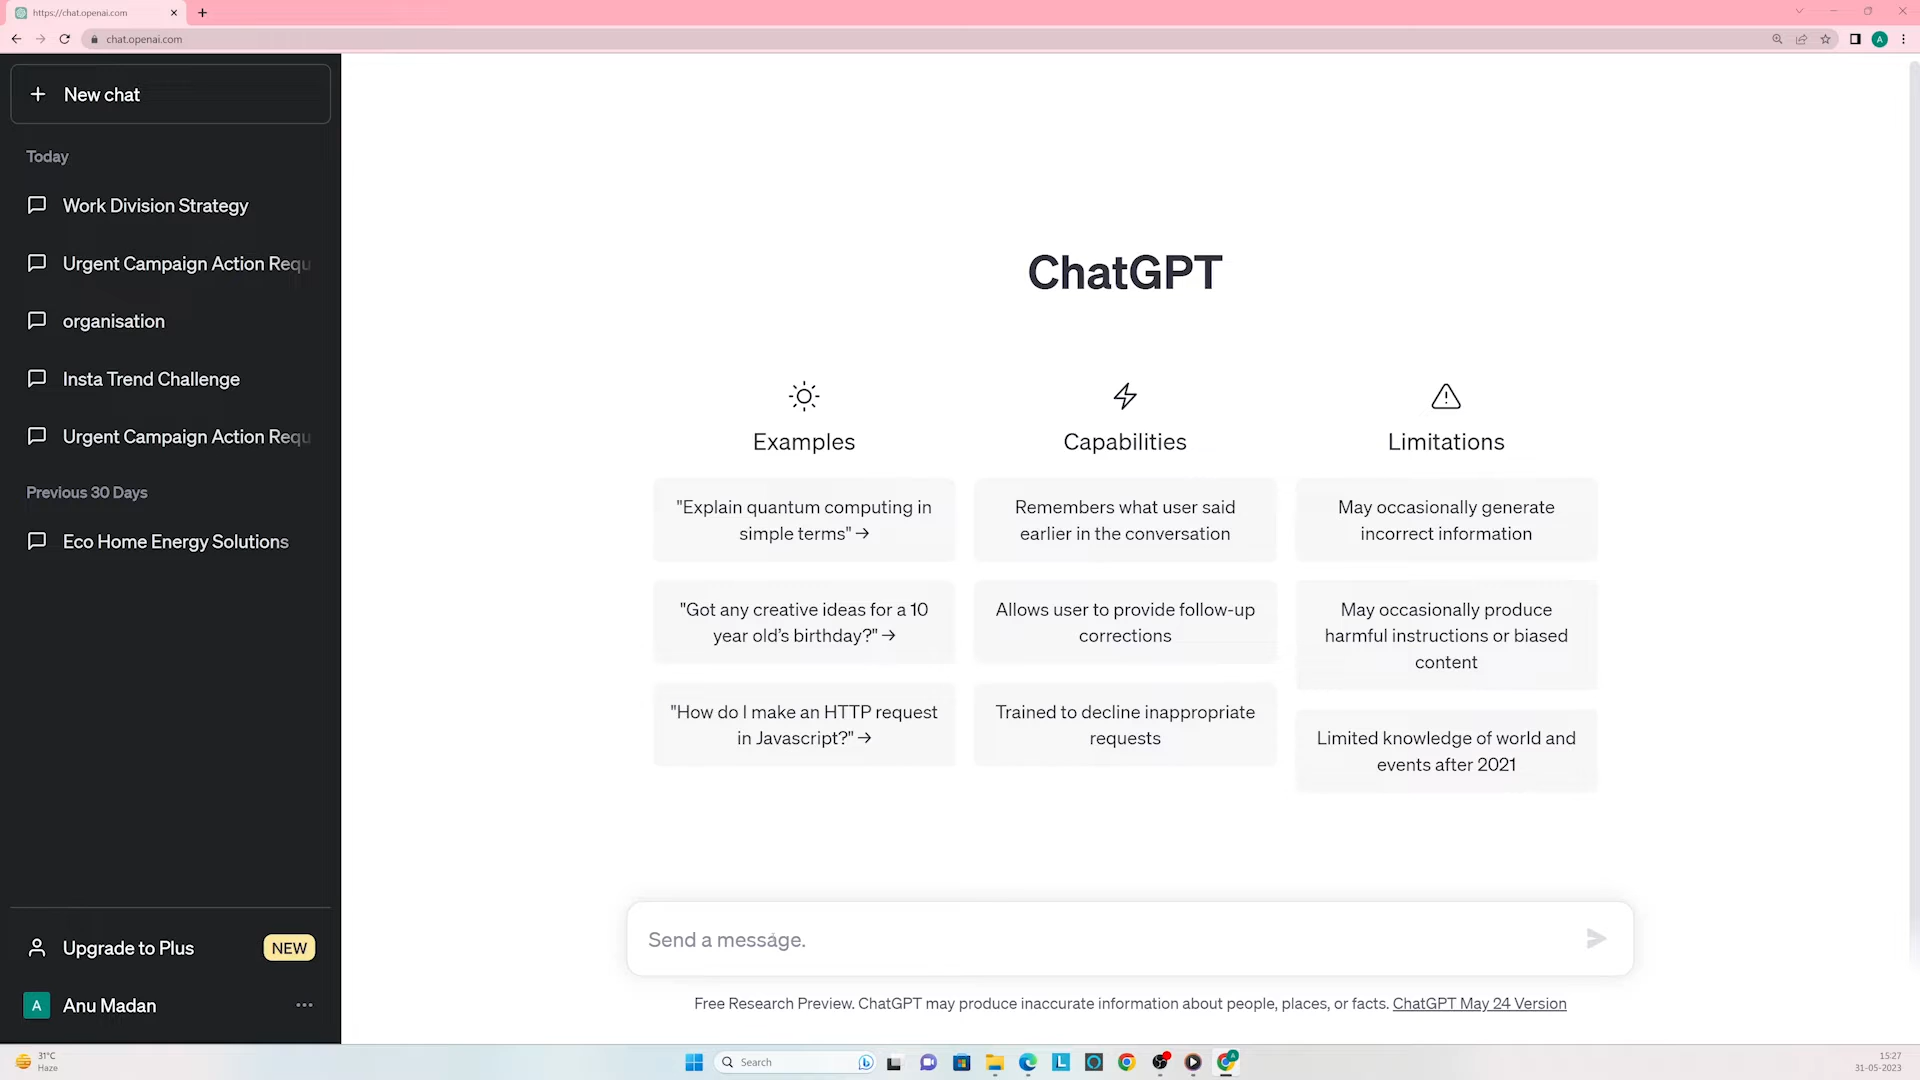 https://chat.openai.com
chat.openai.com
A
New chat
Today
Work Division Strategy
Urgent Campaign Action Requ
organisation
Insta Trend Challenge
Urgent Campaign Action Requ
Previous 30 Days
Eco Home Energy Solutions
Upgrade to Plus NEW
A Anu Madan
ChatGPT
Examples
"Explain quantum computing in
simple terms" →
"Got any creative ideas for a 10
year old's birthday?" →
"How do I make an HTTP request
in Javascript?" →
Capabilities
Remembers what user said
earlier in the conversation
Allows user to provide follow-up
corrections
Trained to decline inappropriate
requests
Limitations
May occasionally generate
incorrect information
May occasionally produce
harmful instructions or biased
content
Limited knowledge of world and
events after 2021
Send a message.
Free Research Preview. ChatGPT may produce inaccurate information about people, places, or facts. ChatGPT May 24 Version
31°C
Haze
Search
L
A
15:27
31-05-2023